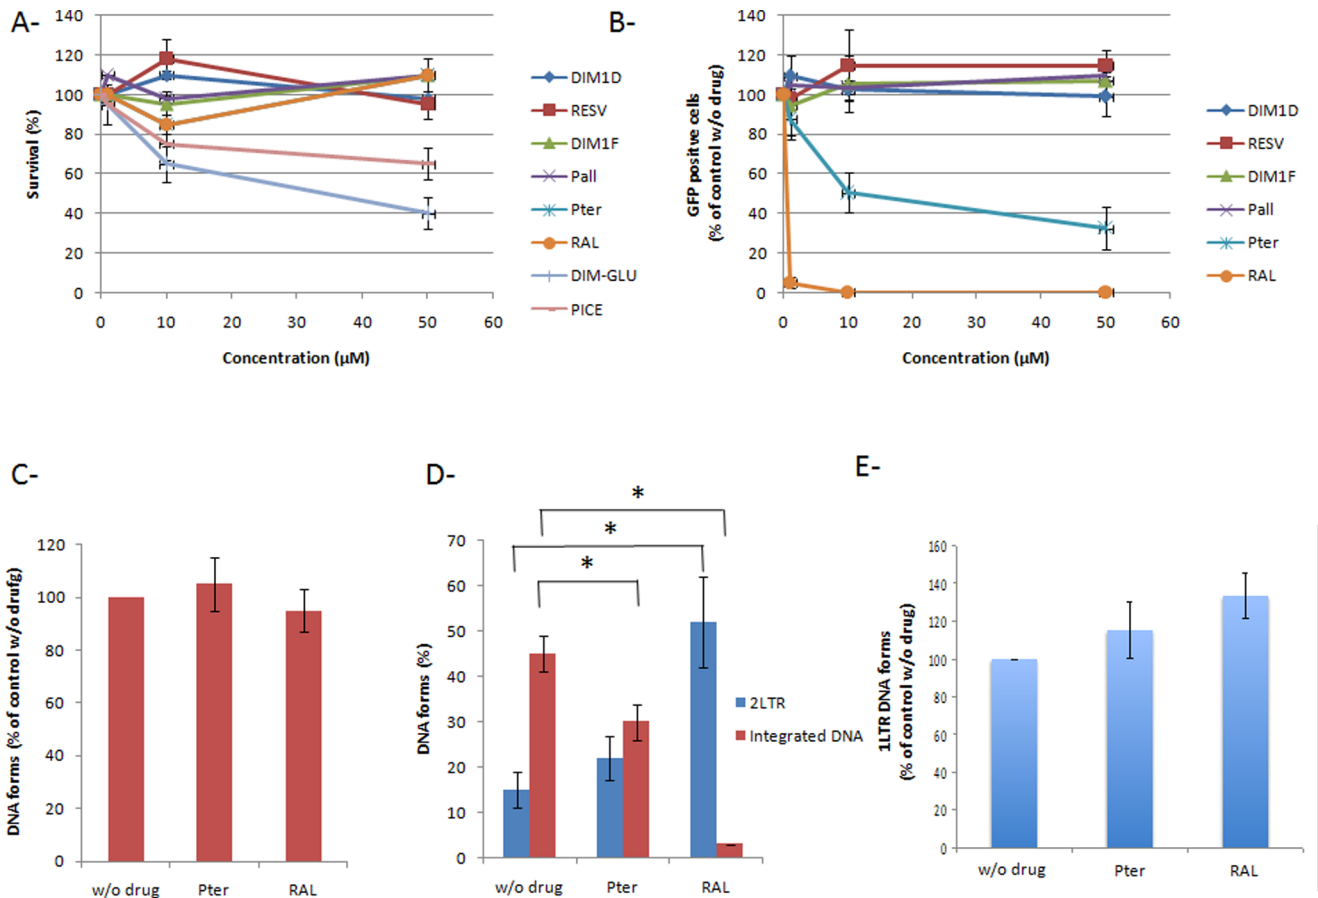 A-
140
120
100
80
60
40
20
0
Survival (%)
0 10 20 30 40 50 60
Concentration (µM)
DIM1D
RESV
DIM1F
Pall
Pter
RAL
DIM-GLU
PICE
B-
140
120
100
80
60
40
20
0
GFP positve cells
(% of control w/o drug)
0 10 20 30 40 50 60
Concentration (µM)
DIM1D
RESV
DIM1F
Pall
Pter
RAL
C-
120
100
80
60
40
20
0
DNA forms (% of control w/o drufg)
w/o drug Pter RAL
D-
*
*
*
70
60
50
40
30
20
10
0
DNA forms (%)
w/o drug Pter RAL
2LTR
Integrated DNA
E-
160
140
120
100
80
60
40
20
0
1LTR DNA forms
(% of control w/o drug)
w/o drug Pter RAL